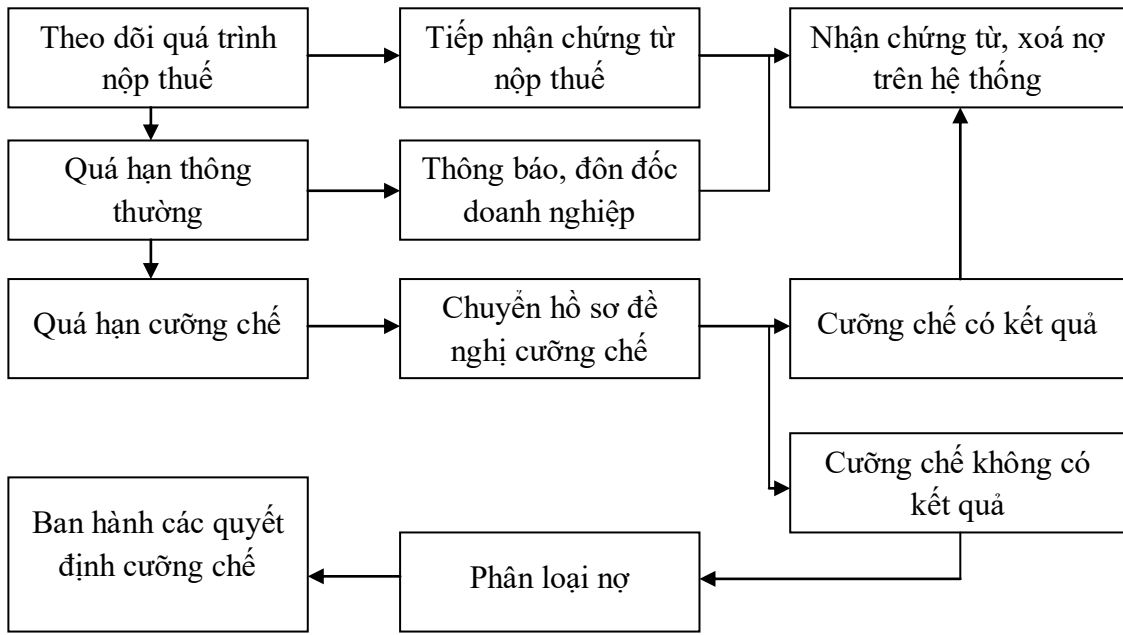 Theo dõi quá trình
nộp thuế
Tiếp nhận chứng từ
nộp thuế
Nhận chứng từ, xoá nợ
trên hệ thống
Quá hạn thông
thường
Thông báo, đôn đốc
doanh nghiệp
Quá hạn cưỡng chế
Chuyển hồ sơ đề
nghị cưỡng chế
Cưỡng chế có kết quả
Cưỡng chế không có
kết quả
Ban hành các quyết
định cưỡng chế
Phân loại nợ